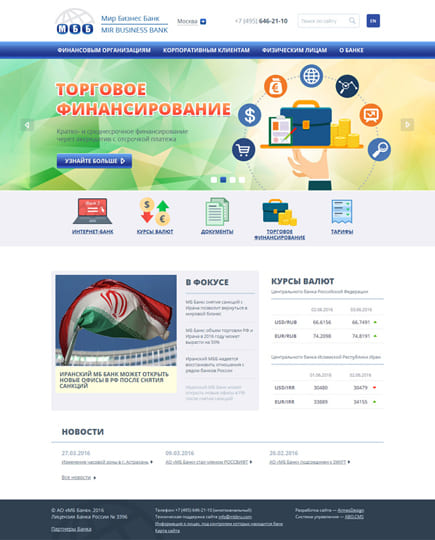 МББ
Мир Бизнес Банк
MIR BUSINESS BANK
Москва
+7 (495) 646-21-10
Поиск по сайту
EN
ФИНАНСОВЫМ ОРГАНИЗАЦИЯМ КОРПОРАТИВНЫМ КЛИЕНТАМ ФИЗИЧЕСКИМ ЛИЦАМ О БАНКЕ
ТОРГОВОЕ
ФИНАНСИРОВАНИЕ
Кратко- и среднесрочное финансирование
через аккредитив с отсрочкой платежа
УЗНАЙТЕ БОЛЬШЕ
ИНТЕРНЕТ-БАНК
КУРСЫ ВАЛЮТ
ДОКУМЕНТЫ
ТОРГОВОЕ
ФИНАНСИРОВАНИЕ
ТАРИФЫ
ИРАНСКИЙ МБ БАНК МОЖЕТ ОТКРЫТЬ
НОВЫЕ ОФИСЫ В РФ ПОСЛЕ СНЯТИЯ
САНКЦИЙ
В ФОКУСЕ
МБ Банк: снятие санкций с
Ирана позволит вернуться в
мировой бизнес
МБ Банк: объем торговли РФ и
Ирана в 2016 году может
вырасти на 50%
Иранский МББ надеется
восстановить отношения с
рядом банков России
Иранский МБ Банк может
открыть новые офисы в РФ
после снятия санкций
КУРСЫ ВАЛЮТ
Центрального банка Российской Федерации
02.06.2016 03.06.2016
USD/RUB 66,6156 66,7491
EUR/RUB 74,2098 74,8191
Центрального банка Исламской Республики Иран
01.06.2016 02.06.2016
USD/IRR 30480 30479
EUR/IRR 33889 34155
НОВОСТИ
27.03.2016
Изменение часовой зоны в г. Астрахань
09.03.2016
АО «МБ Банк» стал членом РОССВИФТ
26.02.2016
АО «МБ Банк» подсоединен к SWIFT
Все новости
© АО «МБ Банк», 2016
Лицензия Банка России № 3396
Партнеры Банка
Телефон: +7 (495) 646-21-10 (многоканальный)
Техническая поддержка сайта info@mbbru.com
Информация о лицах, под контролем которых находится банк
Карта сайта
Разработка сайта — ArmexDesign
Система управления — ABO.CMS